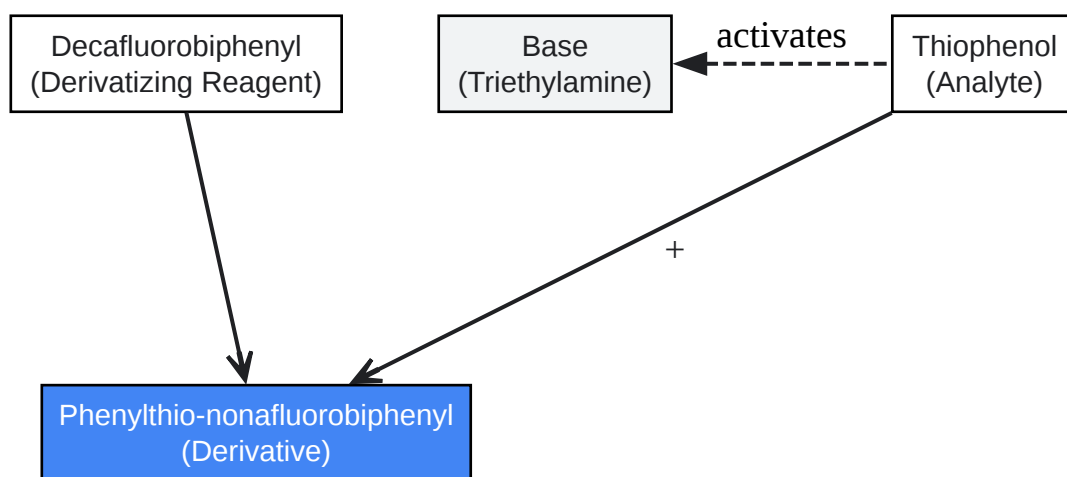 Decafluorobiphenyl
(Derivatizing Reagent)
Base
(Triethylamine)
activates
Thiophenol
(Analyte)
+
Phenylthio-nonafluorobiphenyl
(Derivative)